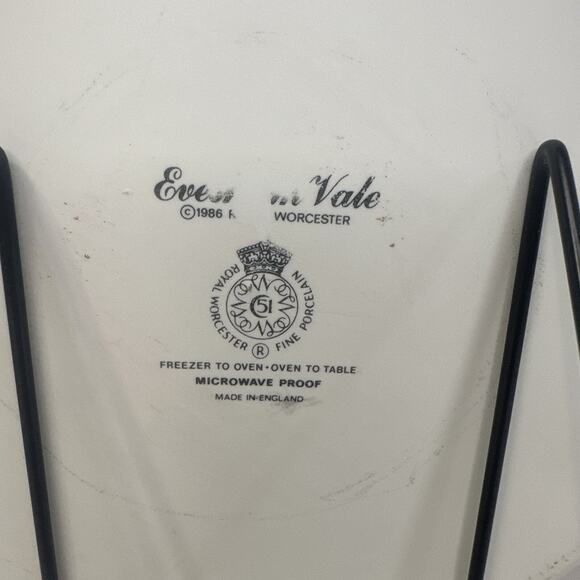 Vale
©1986 WORCESTER
ROYAL WORCESTER ® FINE PORCELAIN
51
FREEZER TO OVEN • OVEN TO TABLE
MICROWAVE PROOF
MADE IN ENGLAND